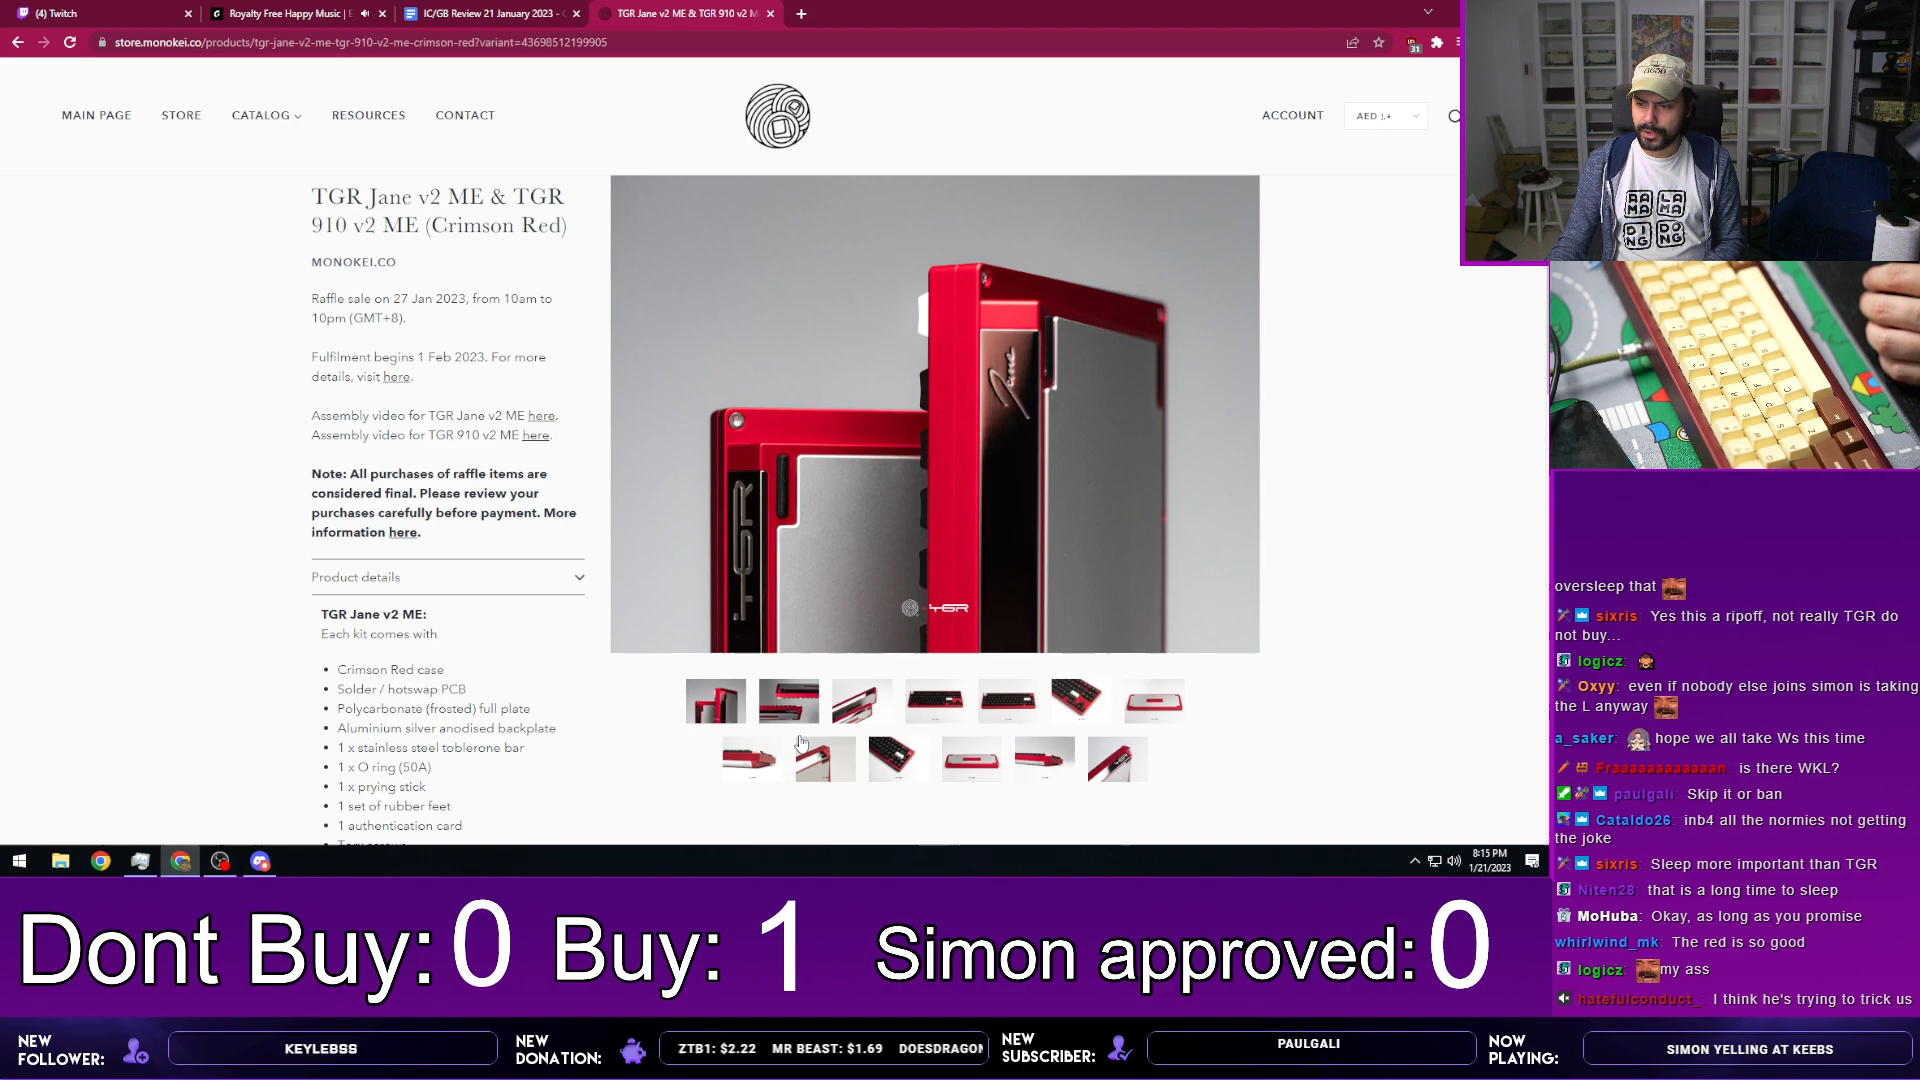 (4) Twitch
Royalty Free Happy Music |
IC/GB Review 21 January 2023 -
TGR Jane v2 ME & TGR 910 v2 M
store.monokei.co/products/tgr-jane-v2-me-tgr-910-v2-me-crimson-red?variant=43698512199905
31
MAIN PAGE STORE CATALOG RESOURCES CONTACT
ACCOUNT
AED د.إ
TGR Jane v2 ME & TGR
910 v2 ME (Crimson Red)
MONOKEI.CO
Raffle sale on 27 Jan 2023, from 10am to
10pm (GMT+8).
Fulfilment begins 1 Feb 2023. For more
details, visit here.
Assembly video for TGR Jane v2 ME here.
Assembly video for TGR 910 v2 ME here.
Note: All purchases of raffle items are
considered final. Please review your
purchases carefully before payment. More
information here.
Product details
TGR Jane v2 ME:
Each kit comes with
• Crimson Red case
• Solder / hotswap PCB
• Polycarbonate (frosted) full plate
• Aluminium silver anodised backplate
• 1 x stainless steel toblerone bar
• 1 x O ring (50A)
• 1 x prying stick
• 1 set of rubber feet
• 1 authentication card
Jane
TGR
RA LA
MA MA
DI DO
NG NG
oversleep that
sixris: Yes this a ripoff, not really TGR do
not buy...
logicz:
Oxyy: even if nobody else joins simon is taking
the L anyway
a_saker: hope we all take Ws this time
Fraaaaaaaaaaaan: is there WKL?
paulgali: Skip it or ban
Cataldo26: inb4 all the normies not getting
the joke
sixris: Sleep more important than TGR
Niten28: that is a long time to sleep
MoHuba: Okay, as long as you promise
whirlwind_mk: The red is so good
logicz: my ass
hatefulconduct_: I think he's trying to trick us
8:15 PM
1/21/2023
Dont Buy: 0 Buy: 1 Simon approved: 0
NEW
FOLLOWER:
KEYLEBSS
NEW
DONATION:
ZTB1: $2.22 MR BEAST: $1.69 DOESDRAGON
NEW
SUBSCRIBER:
PAULGALI
NOW
PLAYING:
SIMON YELLING AT KEEBS